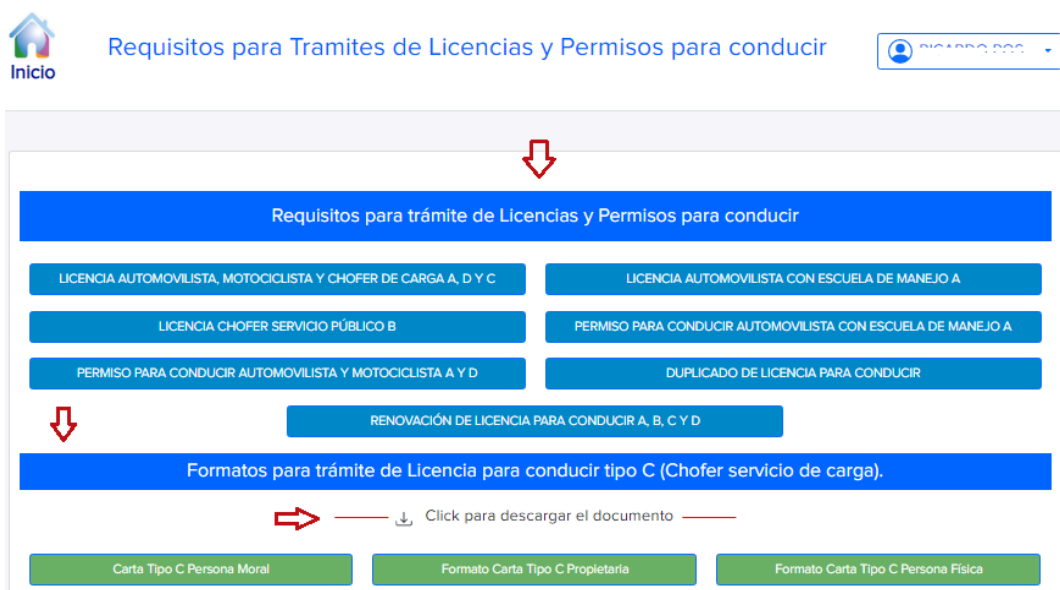 Inicio
Requisitos para Tramites de Licencias y Permisos para conducir
Requisitos para trámite de Licencias y Permisos para conducir
LICENCIA AUTOMOVILISTA, MOTOCICLISTA Y CHOFER DE CARGA A, D Y C
LICENCIA AUTOMOVILISTA CON ESCUELA DE MANEJO A
LICENCIA CHOFER SERVICIO PÚBLICO B
PERMISO PARA CONDUCIR AUTOMOVILISTA CON ESCUELA DE MANEJO A
PERMISO PARA CONDUCIR AUTOMOVILISTA Y MOTOCICLISTA A Y D
DUPLICADO DE LICENCIA PARA CONDUCIR
RENOVACIÓN DE LICENCIA PARA CONDUCIR A, B, C Y D
Formatos para trámite de Licencia para conducir tipo C (Chofer servicio de carga).
Click para descargar el documento
Carta Tipo C Persona Moral
Formato Carta Tipo C Propietaria
Formato Carta Tipo C Persona Física